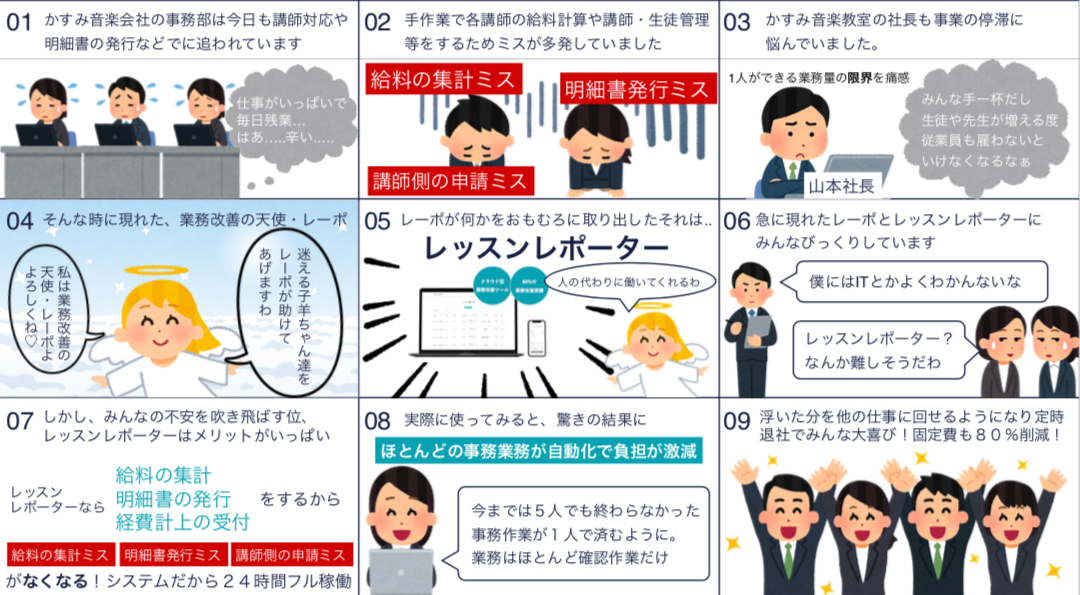 01 かすみ音楽会社の事務部は今日も講師対応や
明細書の発行などでに追われています
仕事がいっぱいで
毎日残業…
はあ.....辛い.....
02 手作業で各講師の給料計算や講師・生徒管理
等をするためミスが多発していました
給料の集計ミス
明細書発行ミス
講師側の申請ミス
03 かすみ音楽教室の社長も事業の停滞に
悩んでいました。
1人ができる業務量の限界を痛感
みんな手一杯だし
生徒や先生が増える度
従業員も雇わないと
いけなくなるなぁ
山本社長
04 そんな時に現れた、業務改善の天使・レーポ
迷える子羊ちゃん達を
レーポが助けて
あげますわ
私は業務改善の
天使・レーポよ
よろしくね♡
05 レーポが何かをおもむろに取り出したそれは..
レッスンレポーター
クラウド型
業務改善ツール
人の代わりに働いてくれるわ
06 急に現れたレーポとレッスンレポーターに
みんなびっくりしています
僕にはITとかよくわかんないな
レッスンレポーター？
なんか難しそうだわ
07 しかし、みんなの不安を吹き飛ばす位、
レッスンレポーターはメリットがいっぱい
レッスン
レポーターなら
給料の集計
明細書の発行
経費計上の受付
をするから
給料の集計ミス 明細書発行ミス 講師側の申請ミス
がなくなる！システムだから２４時間フル稼働
08 実際に使ってみると、驚きの結果に
ほとんどの事務業務が自動化で負担が激減
今までは５人でも終わらなかった
事務作業が１人で済むように。
業務はほとんど確認作業だけ
09 浮いた分を他の仕事に回せるようになり定時
退社でみんな大喜び！固定費も８０％削減！